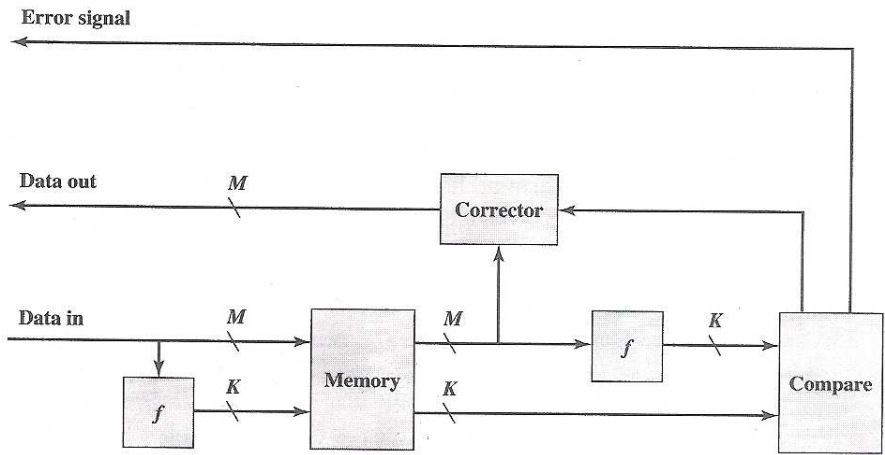 Error signal
Data out
M
Corrector
Data in
M
M
K
f
Memory
K
K
f
Compare